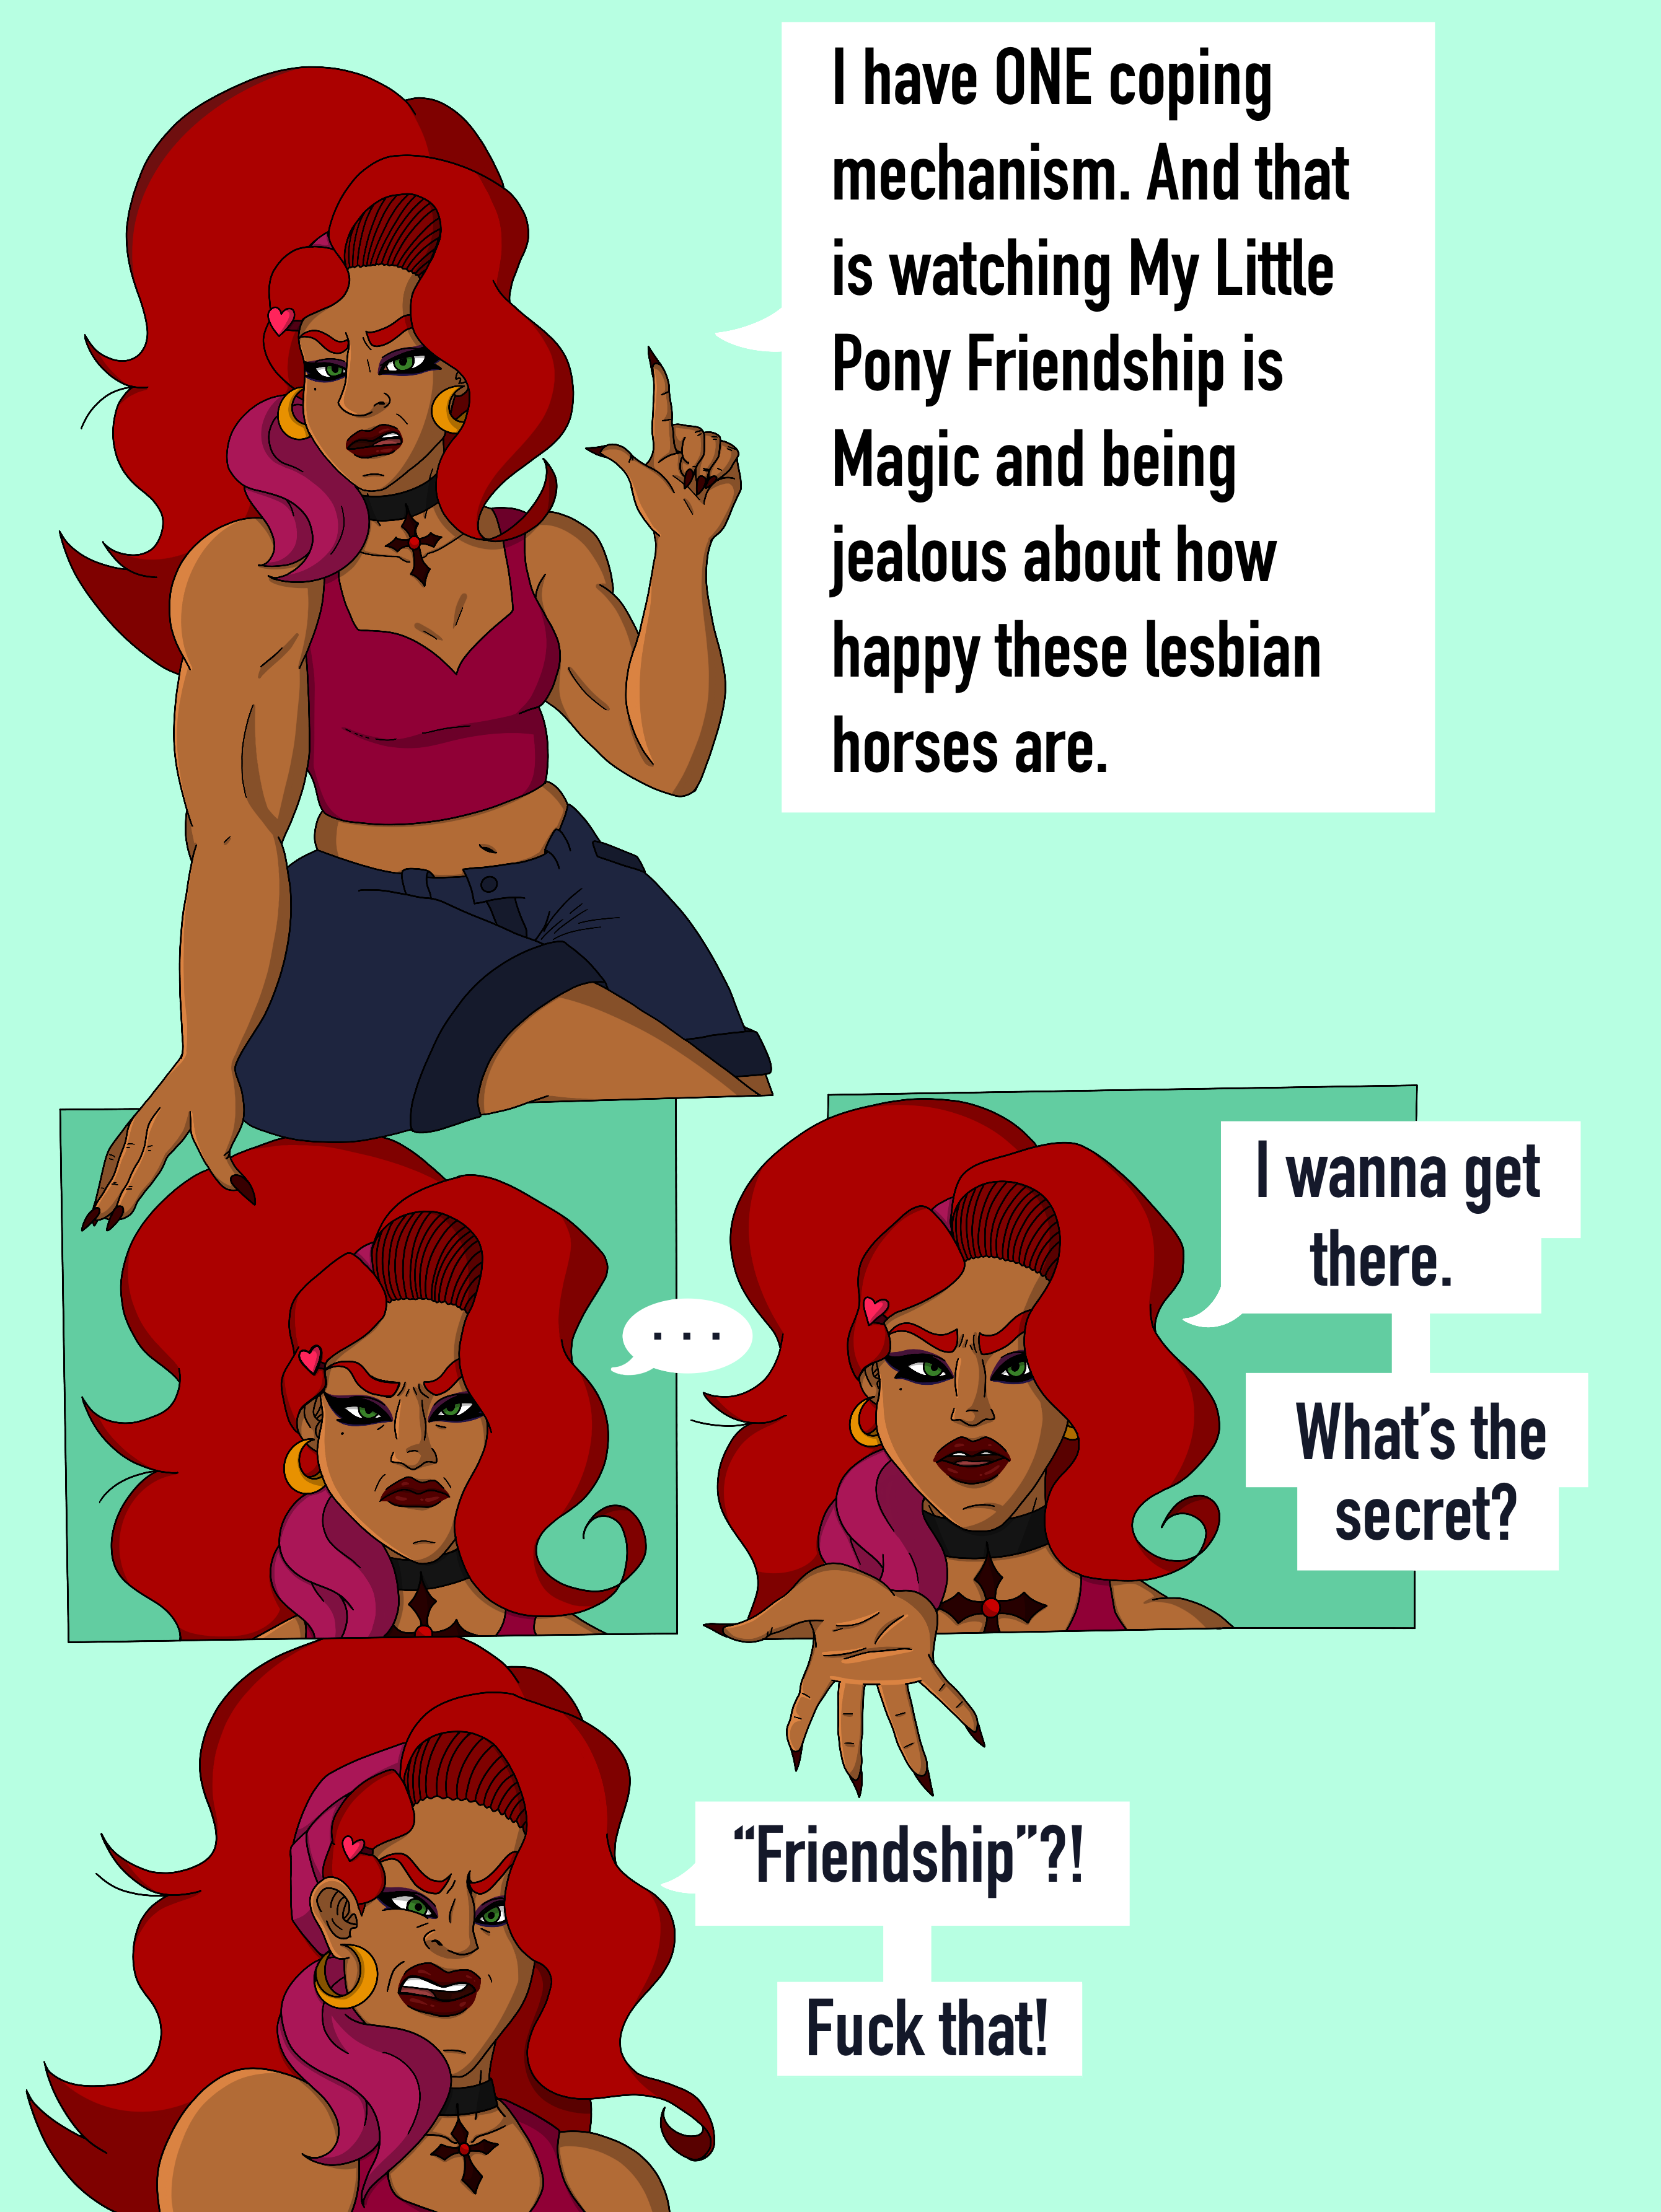 I have ONE coping
mechanism. And that
is watching My Little
Pony Friendship is
Magic and being
jealous about how
happy these lesbian
horses are.
. . .
I wanna get
there.
What’s the
secret?
“Friendship”?!
Fuck that!